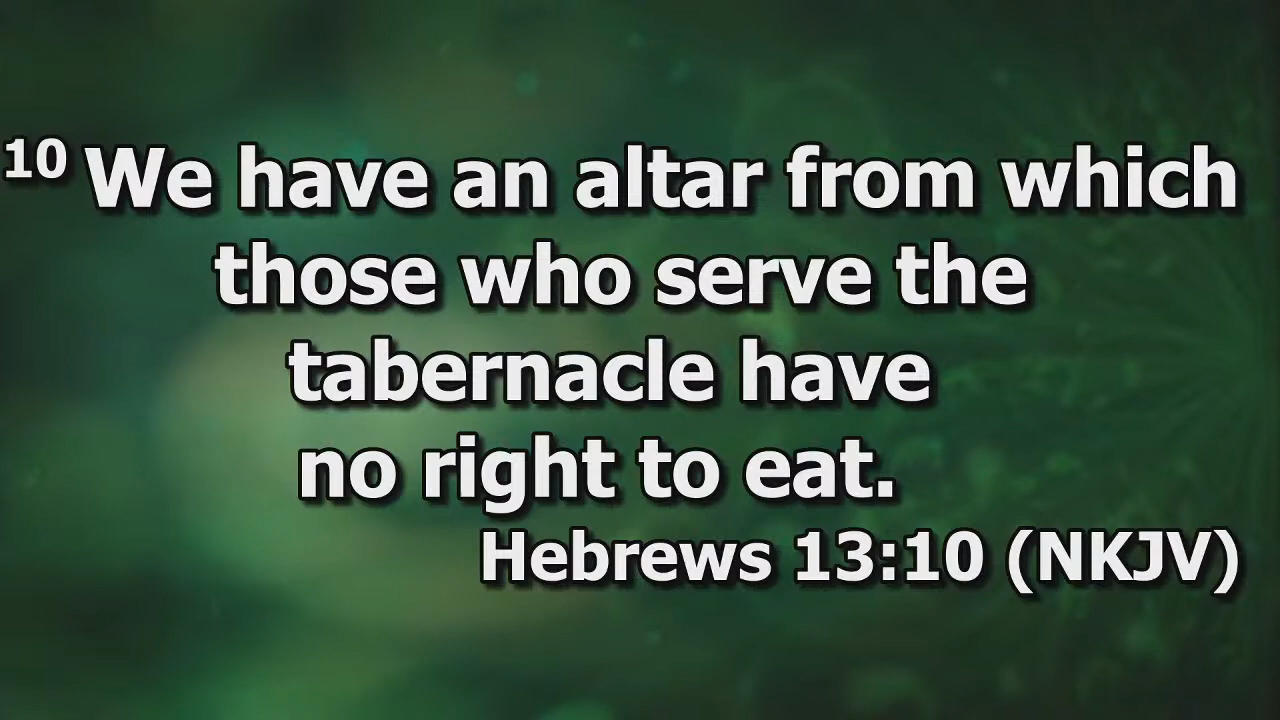 10 We have an altar from which
those who serve the
tabernacle have
no right to eat.
Hebrews 13:10 (NKJV)